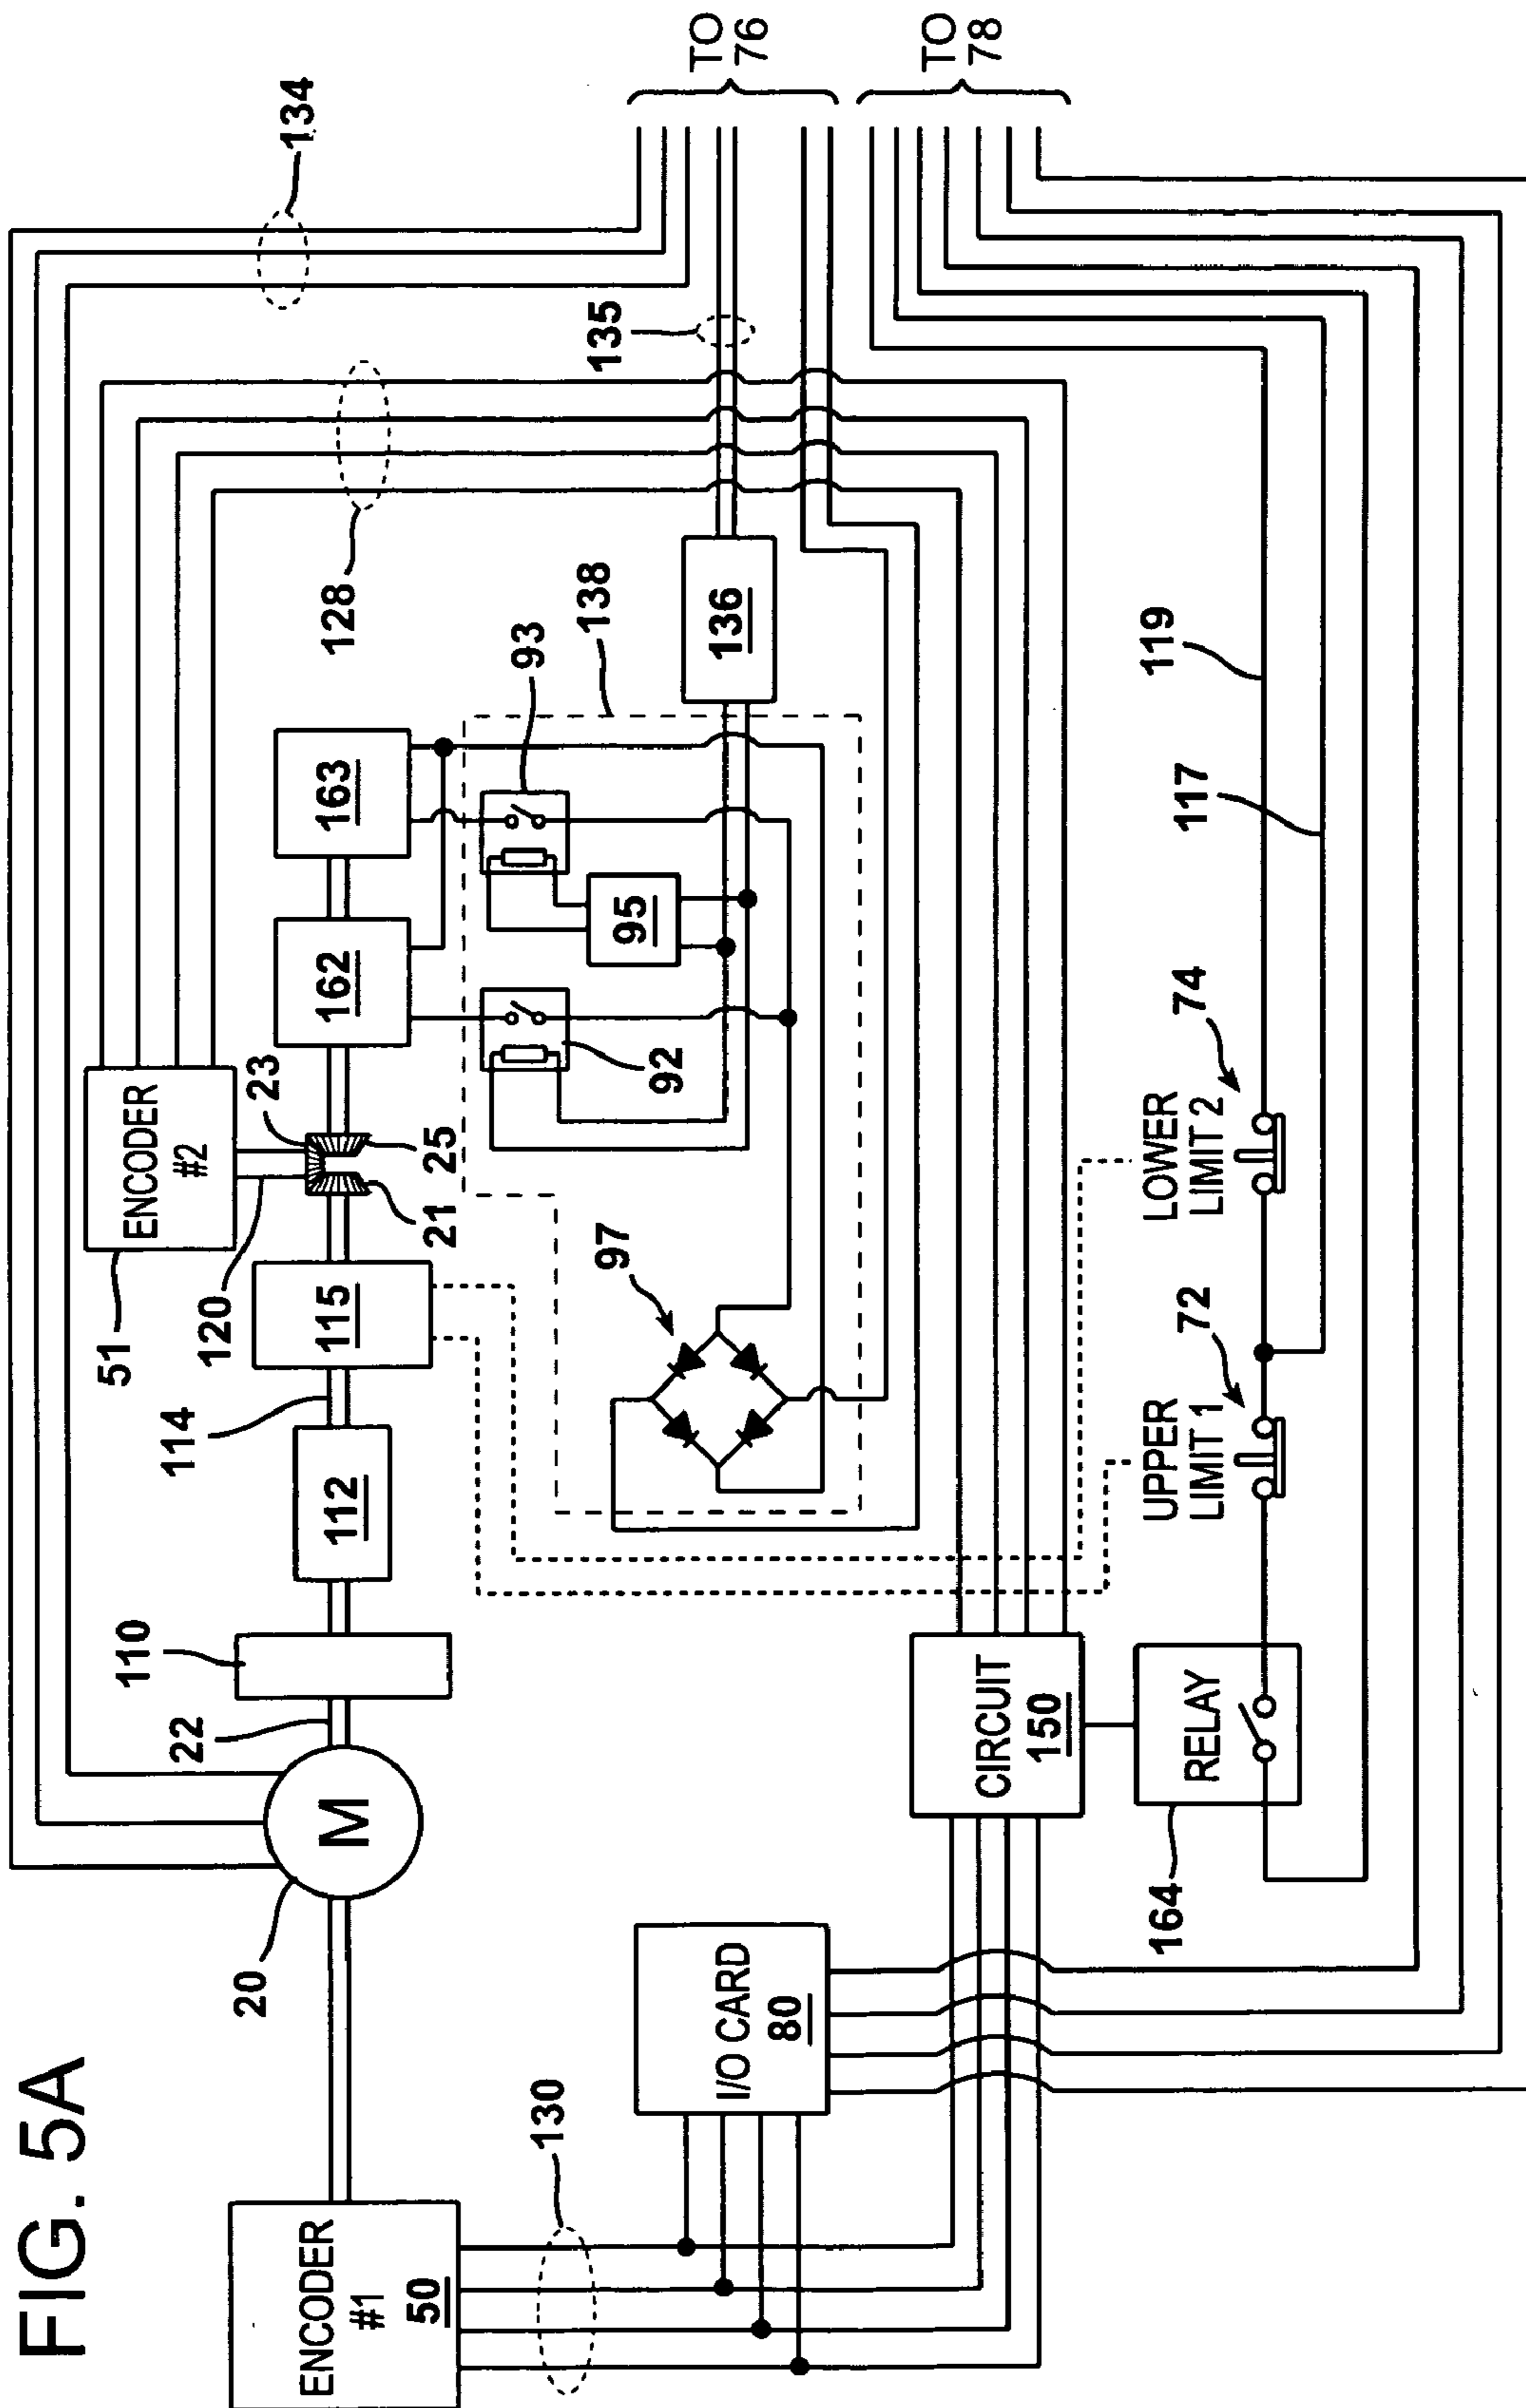 FIG. 5A
134
TO
76
TO
78
128
135
138
93
136
163
162
95
92
ENCODER
#2
51
23
25
21
120
115
114
112
110
22
M
20
97
119
117
LOWER
LIMIT 2
74
UPPER
LIMIT 1
72
CIRCUIT
150
RELAY
164
I/O CARD
80
130
ENCODER
#1
50